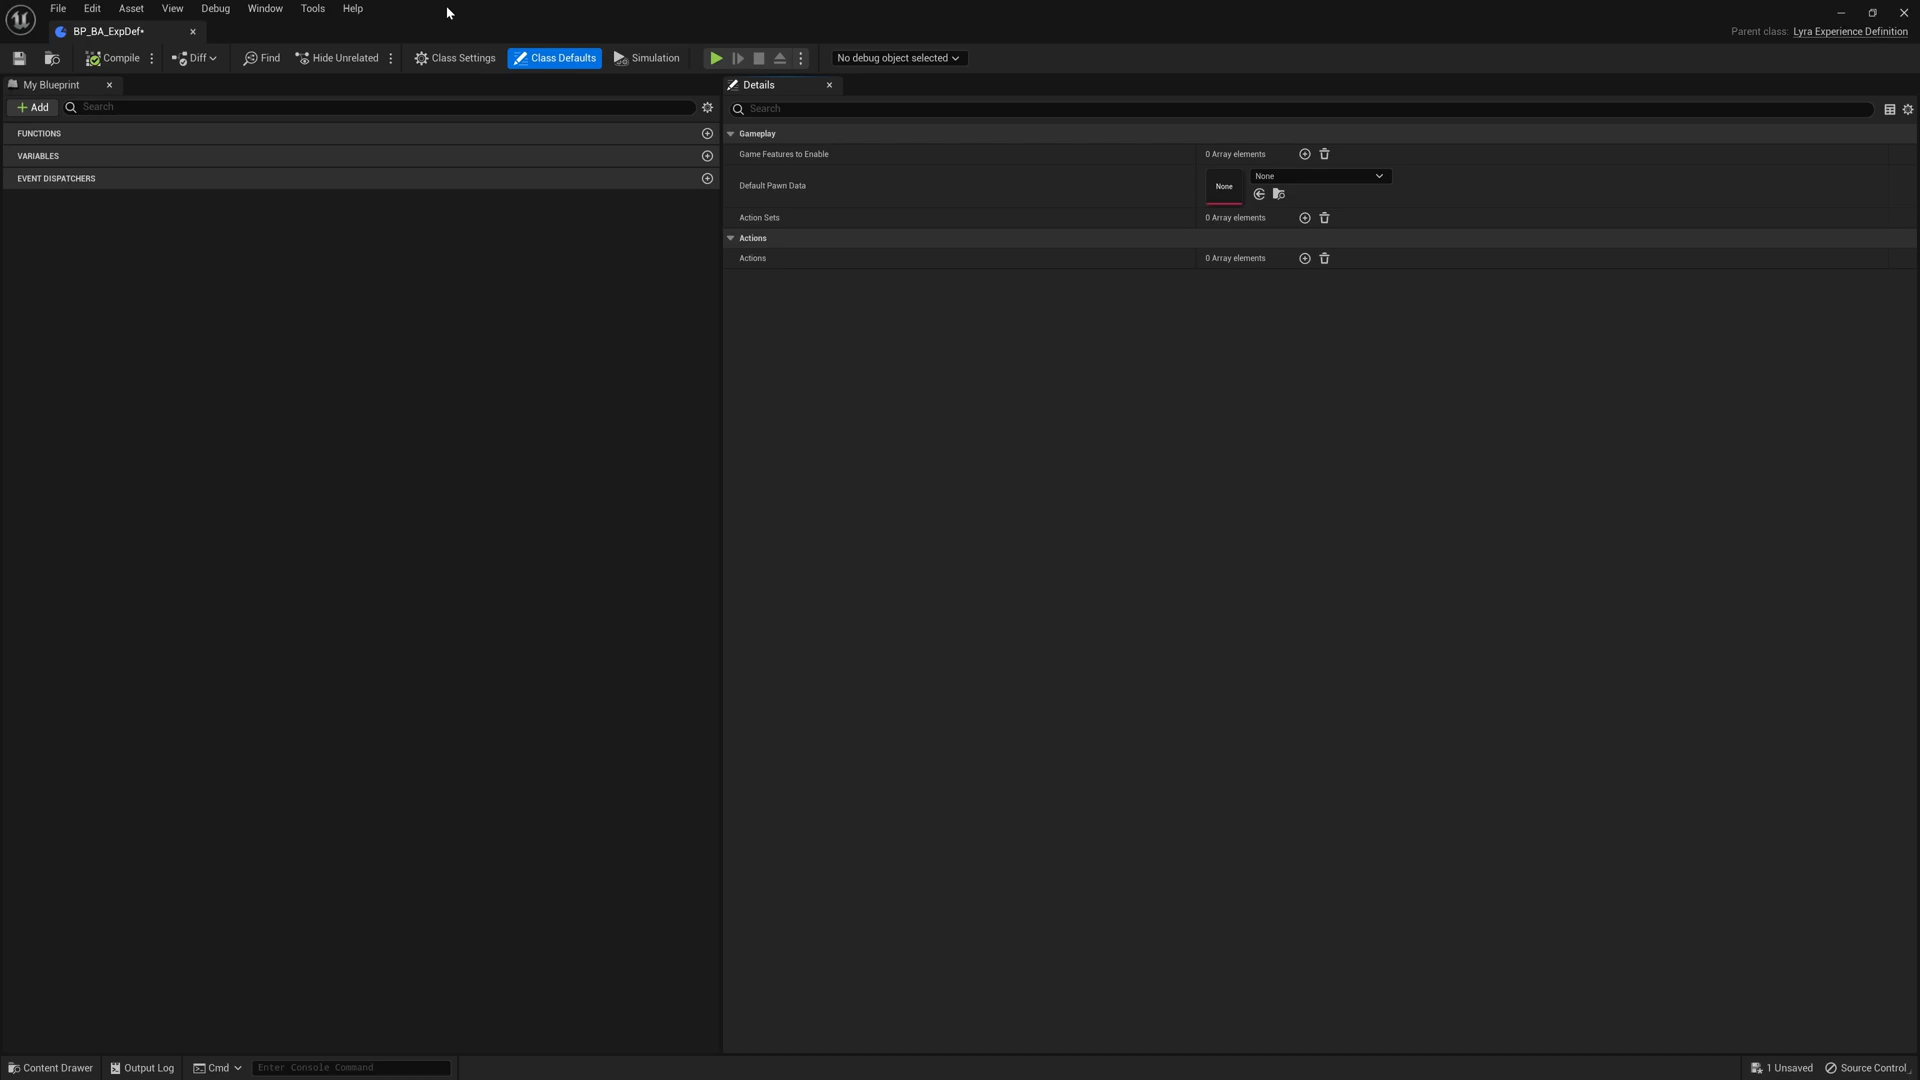 File Edit Asset View Debug Window Tools Help
BP_BA_ExpDef*
Parent class: Lyra Experience Definition
Compile Diff Find Hide Unrelated Class Settings Class Defaults Simulation No debug object selected
My Blueprint
Details
Add Search
Search
FUNCTIONS
VARIABLES
EVENT DISPATCHERS
Gameplay
Game Features to Enable 0 Array elements
Default Pawn Data None None
Action Sets 0 Array elements
Actions
Actions 0 Array elements
Content Drawer Output Log Cmd Enter Console Command 1 Unsaved Source Control